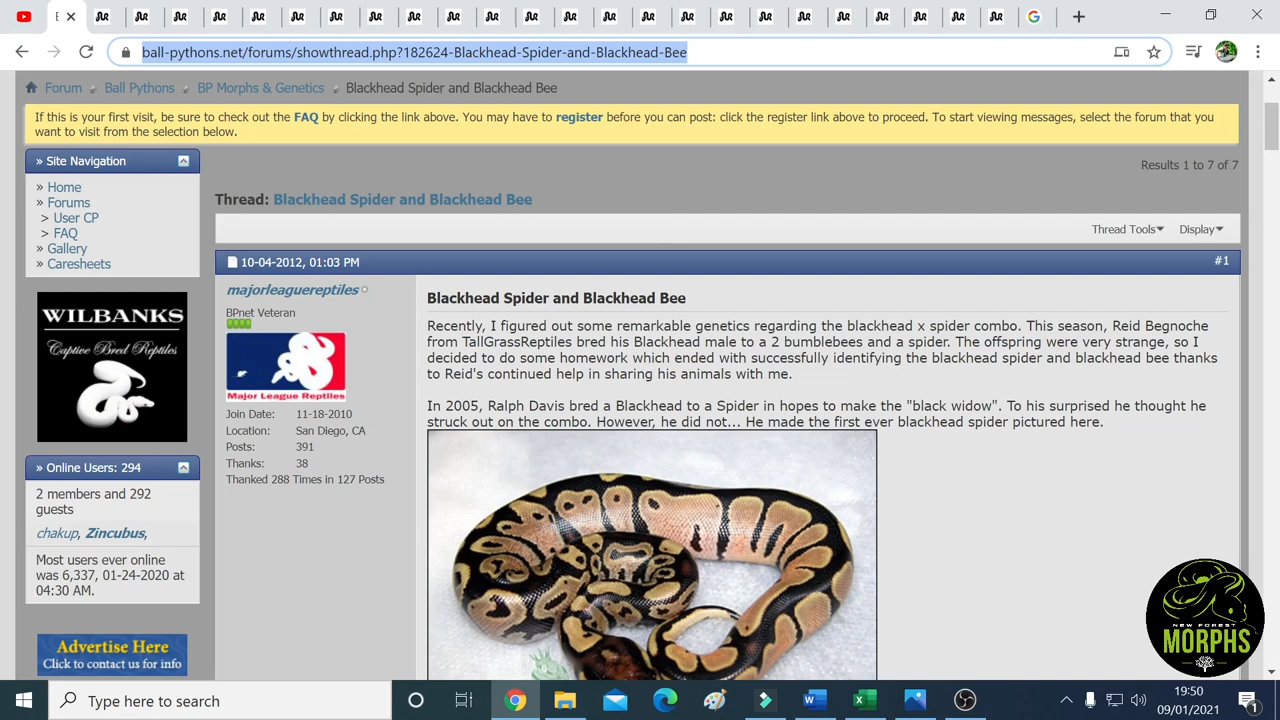 ball-pythons.net/forums/showthread.php?182624-Blackhead-Spider-and-Blackhead-Bee
Forum Ball Pythons BP Morphs & Genetics Blackhead Spider and Blackhead Bee
If this is your first visit, be sure to check out the FAQ by clicking the link above. You may have to register before you can post: click the register link above to proceed. To start viewing messages, select the forum that you
want to visit from the selection below.
» Site Navigation
» Home
» Forums
> User CP
> FAQ
» Gallery
» Caresheets
WILBANKS
Captive Bred Reptiles
» Online Users: 294
2 members and 292
guests
chakup, Zincubus,
Most users ever online
was 6,337, 01-24-2020 at
04:30 AM.
Advertise Here
Click to contact us for info
Results 1 to 7 of 7
Thread: Blackhead Spider and Blackhead Bee
Thread Tools Display
10-04-2012, 01:03 PM #1
majorleaguereptiles
BPnet Veteran
Major League Reptiles
Join Date: 11-18-2010
Location: San Diego, CA
Posts: 391
Thanks: 38
Thanked 288 Times in 127 Posts
Blackhead Spider and Blackhead Bee
Recently, I figured out some remarkable genetics regarding the blackhead x spider combo. This season, Reid Begnoche
from TallGrassReptiles bred his Blackhead male to a 2 bumblebees and a spider. The offspring were very strange, so I
decided to do some homework which ended with successfully identifying the blackhead spider and blackhead bee thanks
to Reid's continued help in sharing his animals with me.
In 2005, Ralph Davis bred a Blackhead to a Spider in hopes to make the "black widow". To his surprised he thought he
struck out on the combo. However, he did not... He made the first ever blackhead spider pictured here.
NEW FOREST
MORPHS
Type here to search
19:50
09/01/2021
1